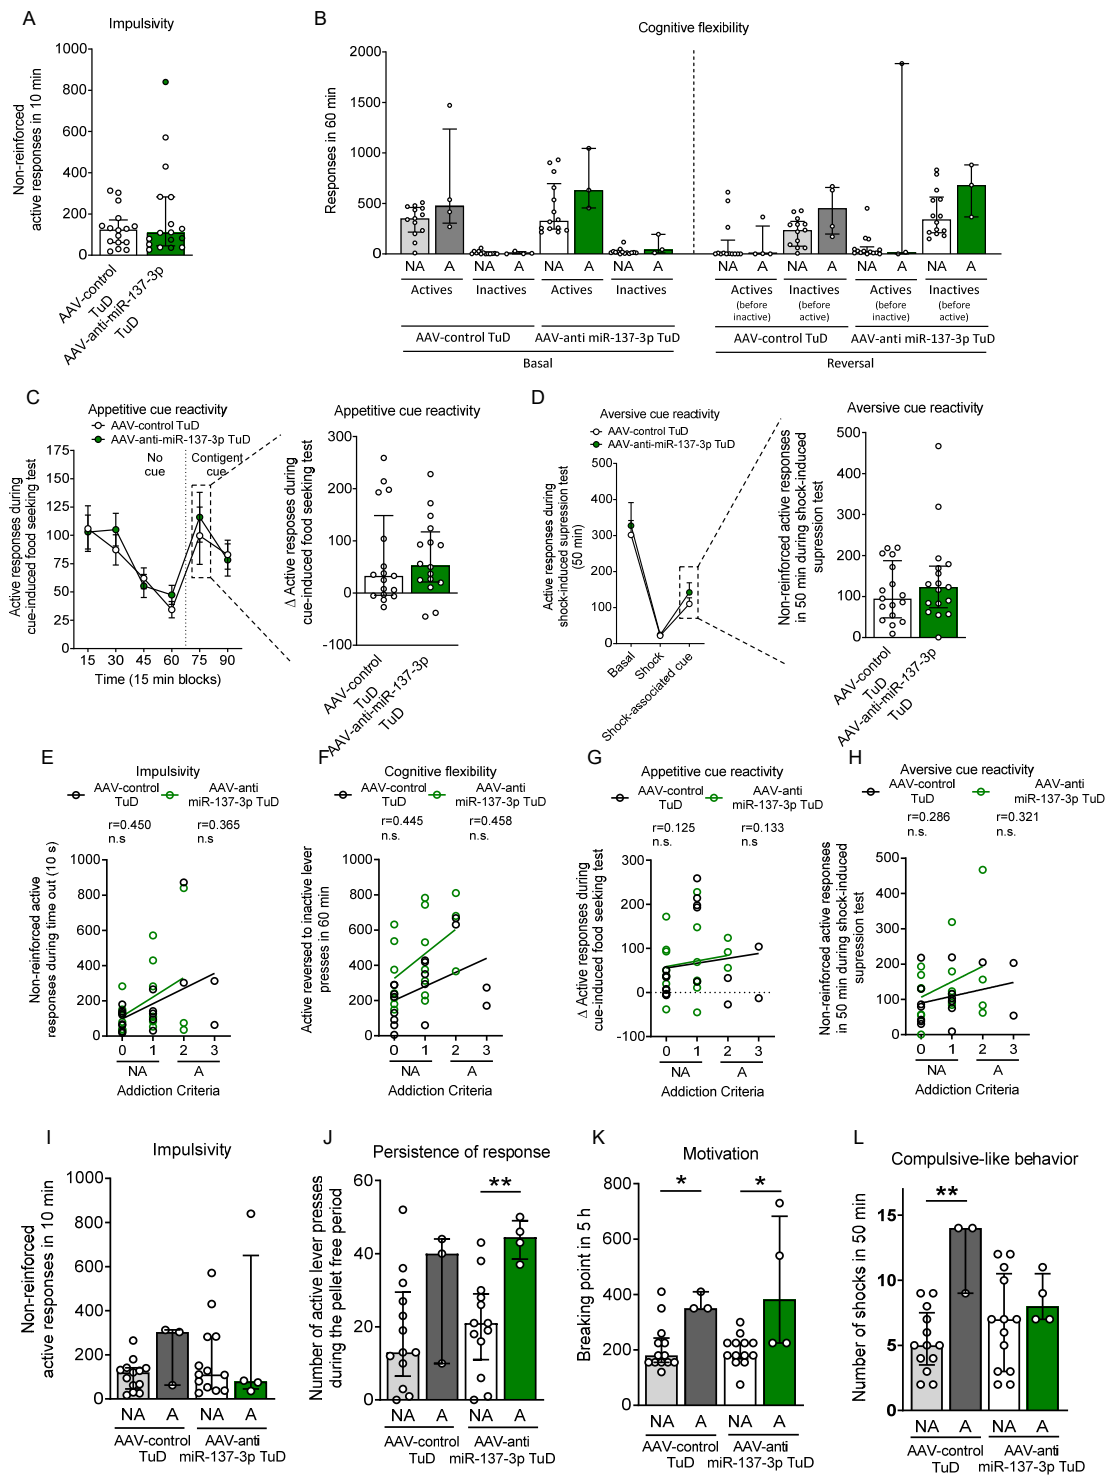 A
Impulsivity
Non-reinforced
active responses in 10 min
1000
800
600
400
200
0
AAV-control
TuD
AAV-anti-miR-137-3p
TuD
B
Cognitive flexibility
Responses in 60 min
2000
1500
1000
500
0
NA A NA A NA A NA A NA A NA A NA A NA A
Actives Inactives Actives Inactives Actives Inactives Actives Inactives
(before inactive) (before active) (before inactive) (before active)
AAV-control TuD AAV-anti miR-137-3p TuD AAV-control TuD AAV-anti miR-137-3p TuD
Basal Reversal
C
Appetitive cue reactivity
AAV-control TuD
AAV-anti-miR-137-3p TuD
No cue
Contigent cue
Active responses during
cue-induced food seeking test
175
150
125
100
75
50
25
0
15 30 45 60 75 90
Time (15 min blocks)
Appetitive cue reactivity
Δ Active resposes during
cue-induced food seeking test
300
200
100
0
-100
AAV-control
TuD
AAV-anti-miR-137-3p
TuD
D
Aversive cue reactivity
AAV-control TuD
AAV-anti-miR-137-3p TuD
Active responses during
shock-induced supression test
(50 min)
500
400
300
200
100
0
Basal
Shock
Shock-associated cue
Aversive cue reactivity
Non-reinforced active responses
in 50 min during shock-induced
supression test
500
400
300
200
100
0
AAV-control
TuD
AAV-anti-miR-137-3p
TuD
E
Impulsivity
AAV-control TuD
AAV-anti miR-137-3p TuD
r=0.450 r=0.365
n.s n.s
Non-reinforced active
responses during time out (10 s)
1000
800
600
400
200
0
0 1 2 3
NA A
Addiction Criteria
F
Cognitive flexibility
AAV-control TuD
AAV-anti miR-137-3p TuD
r=0.445 r=0.458
n.s. n.s.
Active reversed to inactive lever
presses in 60 min
1000
800
600
400
200
0
0 1 2 3
NA A
Addiction Criteria
G
Appetitive cue reactivity
AAV-control TuD
AAV-anti miR-137-3p TuD
r=0.125 r=0.133
n.s. n.s
Δ Active responses during
cue-induced food seeking test
300
200
100
0
-100
0 1 2 3
NA A
Addiction Criteria
H
Aversive cue reactivity
AAV-control TuD
AAV-anti miR-137-3p TuD
r=0.286 r=0.321
n.s. n.s.
Non-reinforced active responses
in 50 min during shock-induced
supression test
500
400
300
200
100
0
0 1 2 3
NA A
Addiction Criteria
I
Impulsivity
Non-reinforced
active responses in 10 min
1000
800
600
400
200
0
NA A NA A
AAV-control TuD
AAV-anti miR-137-3p TuD
J
Persistence of response
Number of active lever presses
during the pellet free period
60
40
20
0
**
NA A NA A
AAV-control TuD
AAV-anti miR-137-3p TuD
K
Motivation
Breaking point in 5 h
800
600
400
200
0
* *
NA A NA A
AAV-control TuD
AAV-anti miR-137-3p TuD
L
Compulsive-like behavior
Number of shocks in 50 min
15
10
5
0
**
NA A NA A
AAV-control TuD
AAV-anti miR-137-3p TuD